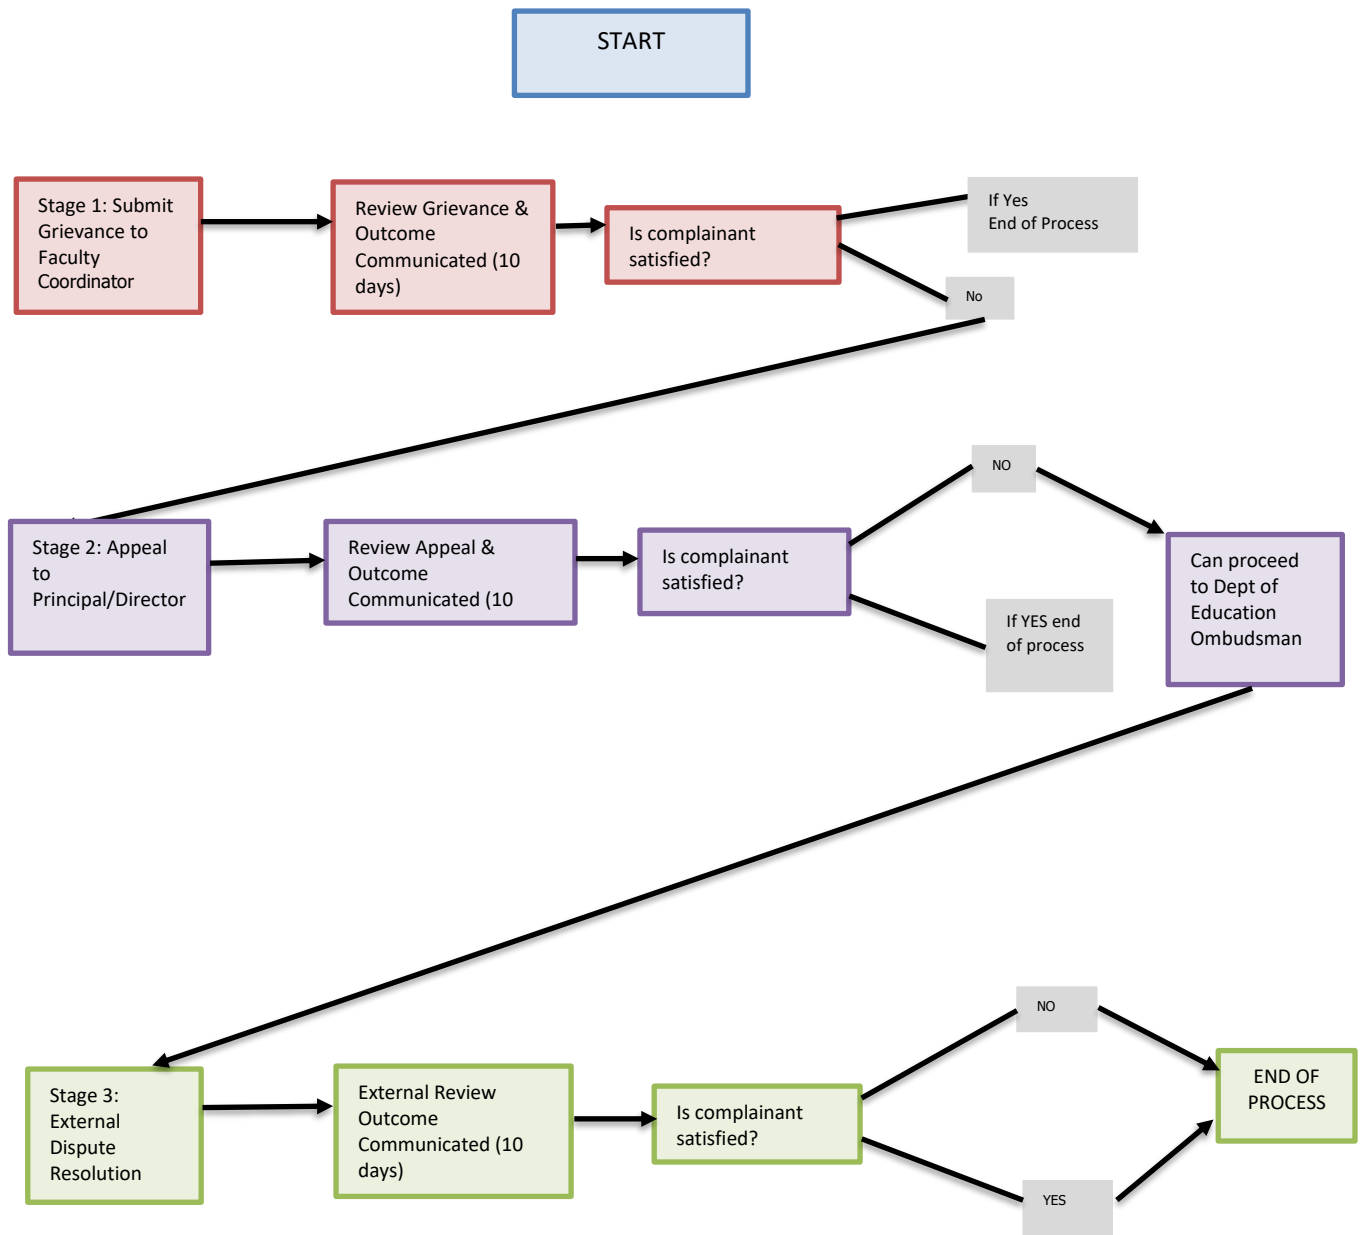 START
Stage 1: Submit
Grievance to
Faculty
Coordinator
Review Grievance &
Outcome
Communicated (10
days)
Is complainant
satisfied?
If Yes
End of Process
No
Stage 2: Appeal
to
Principal/Director
Review Appeal &
Outcome
Communicated (10
Is complainant
satisfied?
NO
If YES end
of process
Can proceed
to Dept of
Education
Ombudsman
Stage 3:
External
Dispute
Resolution
External Review
Outcome
Communicated (10
days)
Is complainant
satisfied?
NO
YES
END OF
PROCESS